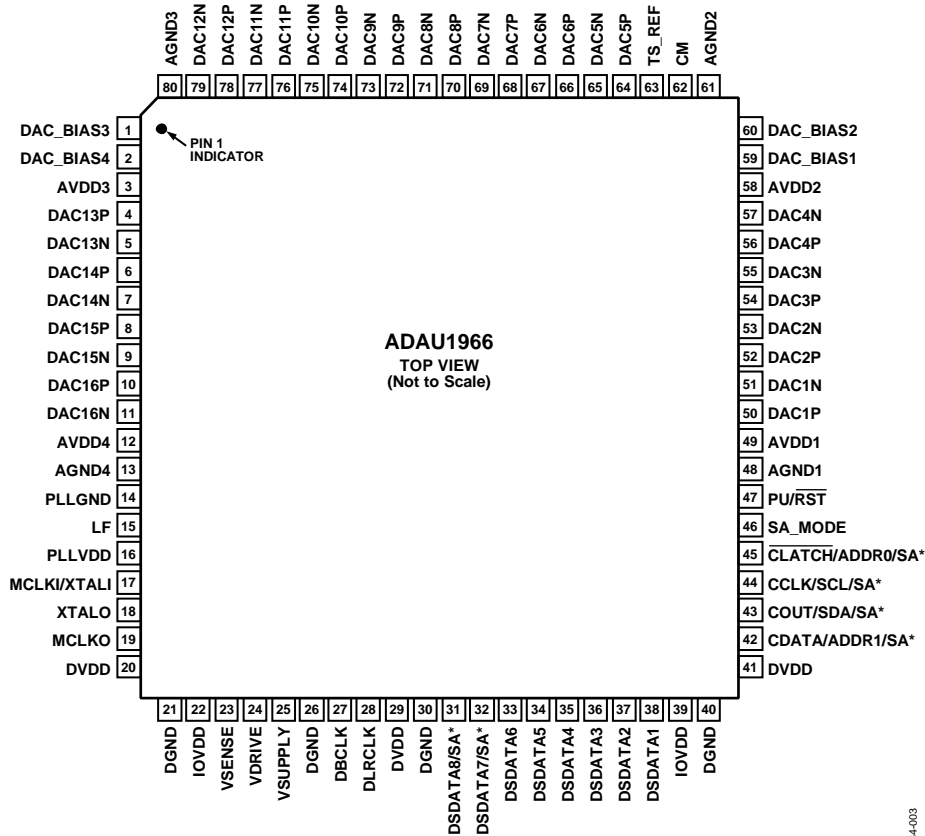 AGND3
DAC12N
DAC12P
DAC11N
DAC11P
DAC10N
DAC10P
DAC9N
DAC9P
DAC8N
DAC8P
DAC7N
DAC7P
DAC6N
DAC6P
DAC5N
DAC5P
TS_REF
CM
AGND2
80 79 78 77 76 75 74 73 72 71 70 69 68 67 66 65 64 63 62 61
DAC_BIAS3 1
DAC_BIAS4 2
AVDD3 3
DAC13P 4
DAC13N 5
DAC14P 6
DAC14N 7
DAC15P 8
DAC15N 9
DAC16P 10
DAC16N 11
AVDD4 12
AGND4 13
PLLGND 14
LF 15
PLLVDD 16
MCLKI/XTALI 17
XTALO 18
MCLKO 19
DVDD 20
PIN 1
INDICATOR
ADAU1966
TOP VIEW
(Not to Scale)
60 DAC_BIAS2
59 DAC_BIAS1
58 AVDD2
57 DAC4N
56 DAC4P
55 DAC3N
54 DAC3P
53 DAC2N
52 DAC2P
51 DAC1N
50 DAC1P
49 AVDD1
48 AGND1
47 PU/RST
46 SA_MODE
45 CLATCH/ADDR0/SA*
44 CCLK/SCL/SA*
43 COUT/SDA/SA*
42 CDATA/ADDR1/SA*
41 DVDD
21 22 23 24 25 26 27 28 29 30 31 32 33 34 35 36 37 38 39 40
DGND
IOVDD
VSENSE
VDRIVE
VSUPPLY
DGND
DBCLK
DLRCLK
DVDD
DGND
DSDATA8/SA*
DSDATA7/SA*
DSDATA6
DSDATA5
DSDATA4
DSDATA3
DSDATA2
DSDATA1
IOVDD
DGND
4-003